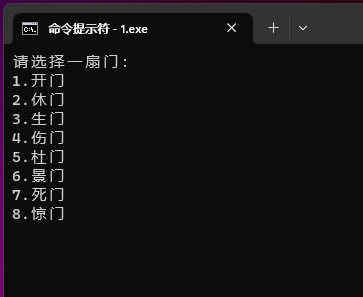 命令提示符 - 1.exe
请选择一扇门:
1.开门
2.休门
3.生门
4.伤门
5.杜门
6.景门
7.死门
8.惊门